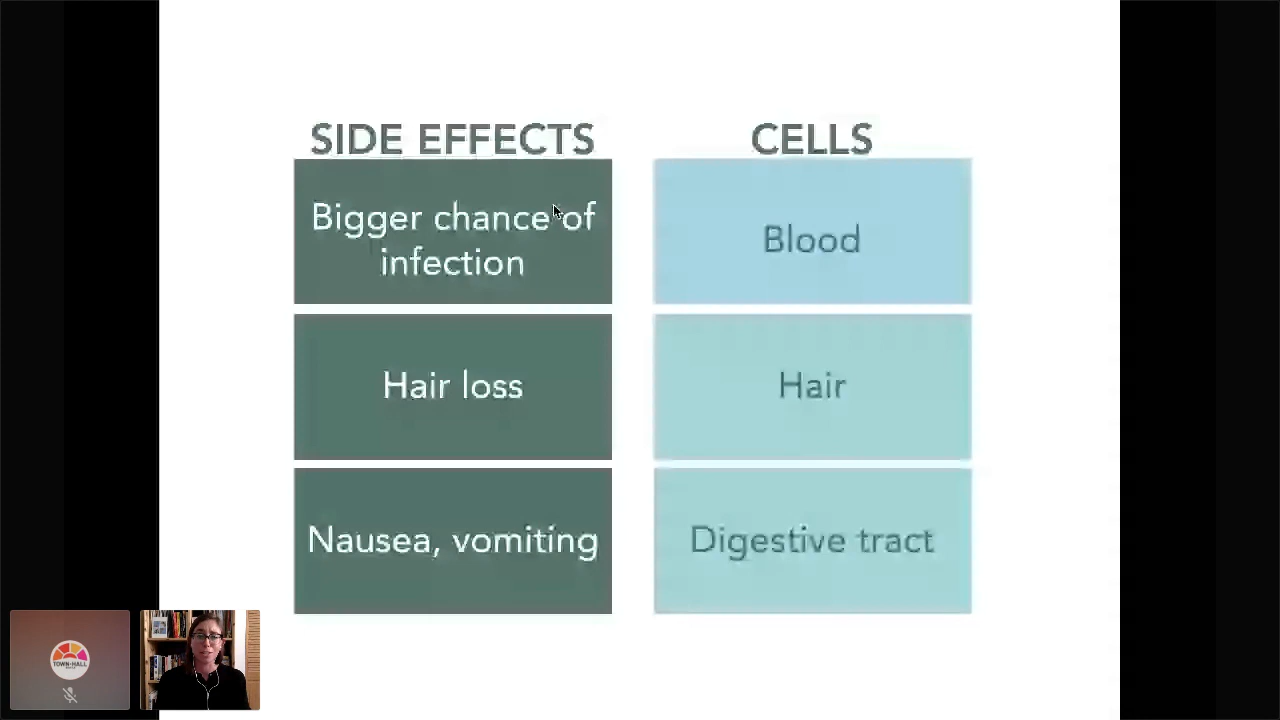 SIDE EFFECTS
CELLS
Bigger chance of
infection
Blood
Hair loss
Hair
Nausea, vomiting
Digestive tract
TOWN HALL